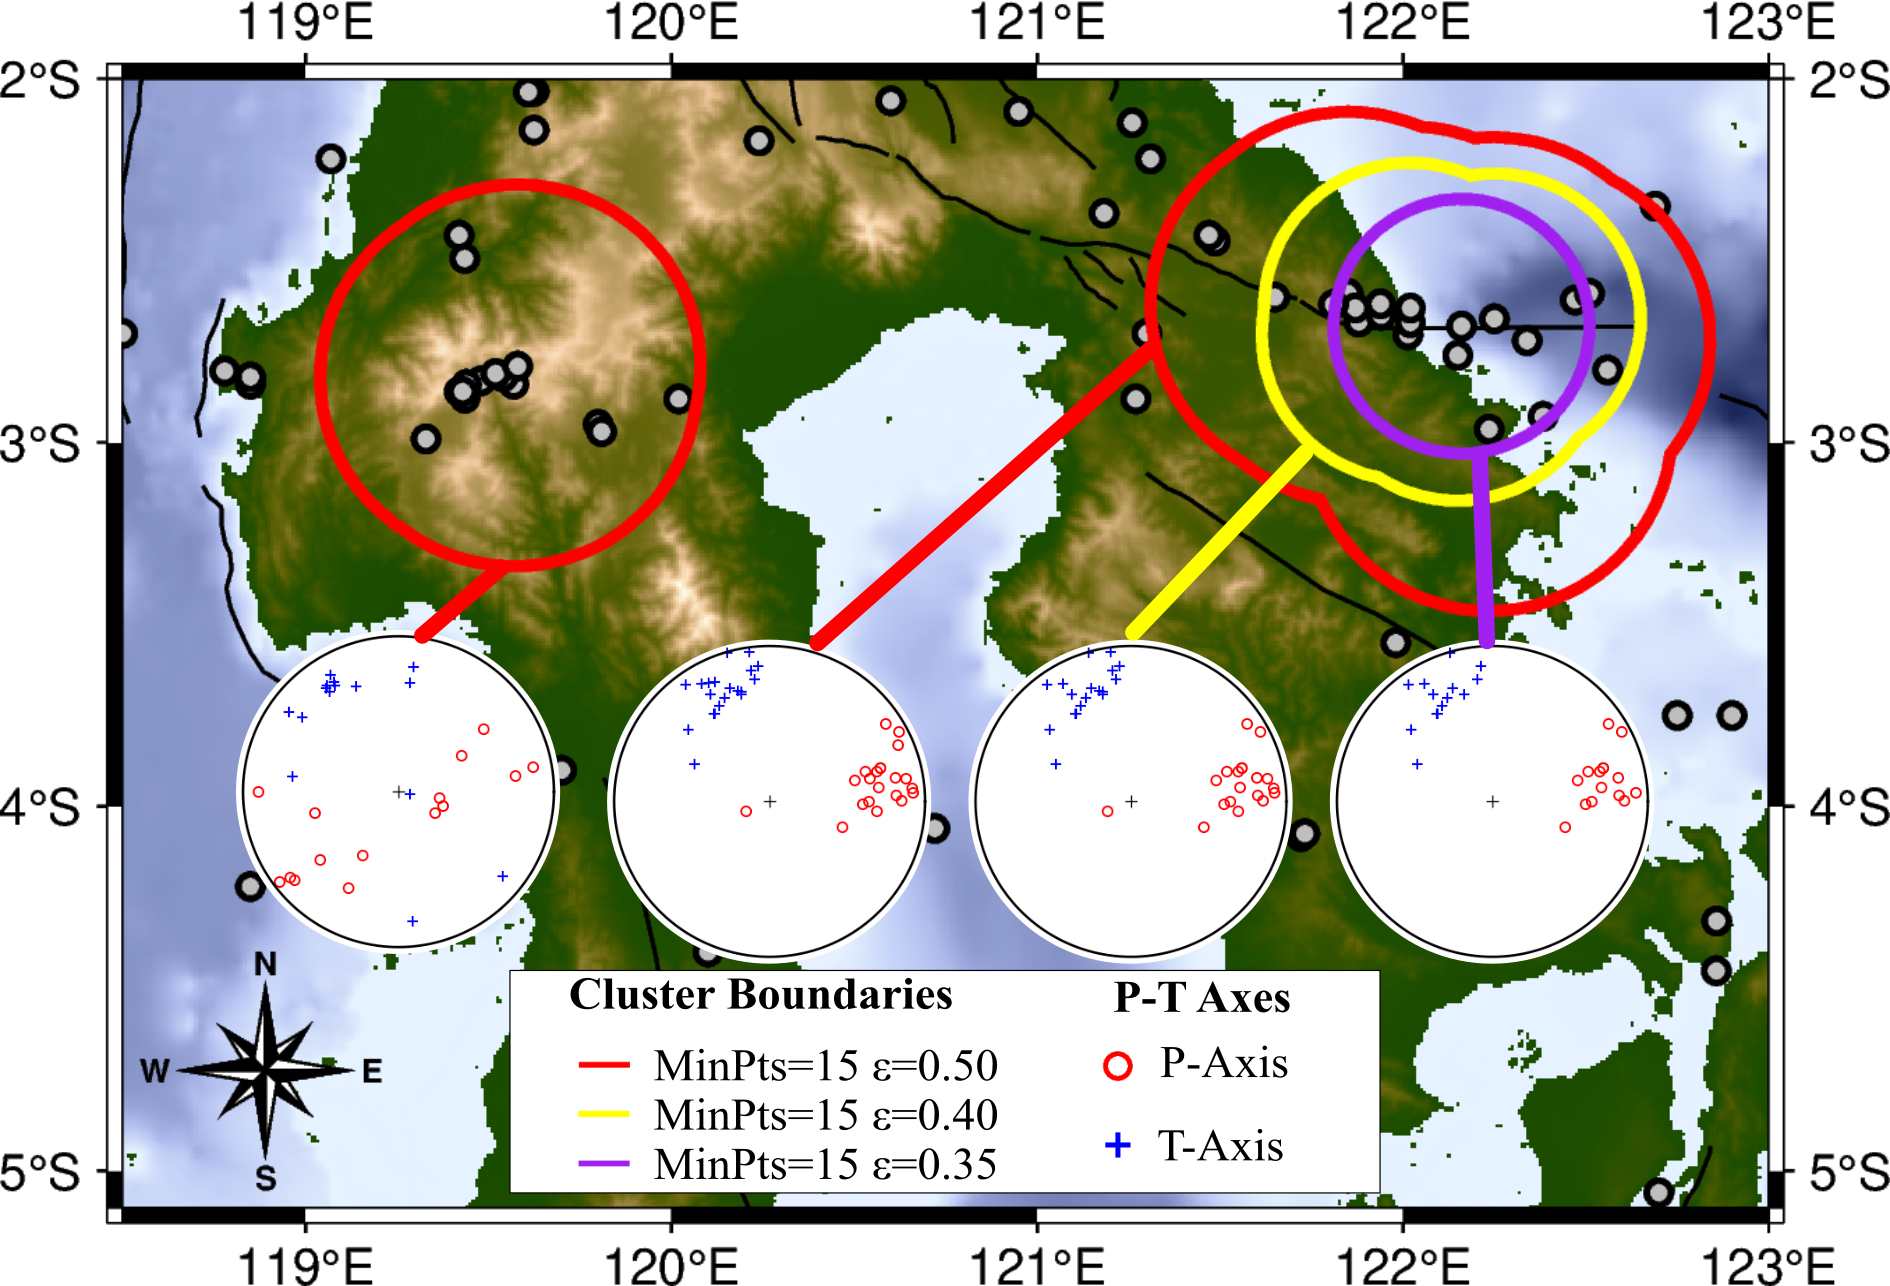 119°E 120°E 121°E 122°E 123°E
2°S 2°S
3°S 3°S
4°S 4°S
N
W E
S
Cluster Boundaries
MinPts=15 ε=0.50
MinPts=15 ε=0.40
MinPts=15 ε=0.35
P-T Axes
P-Axis
T-Axis
5°S 5°S
119°E 120°E 121°E 122°E 123°E